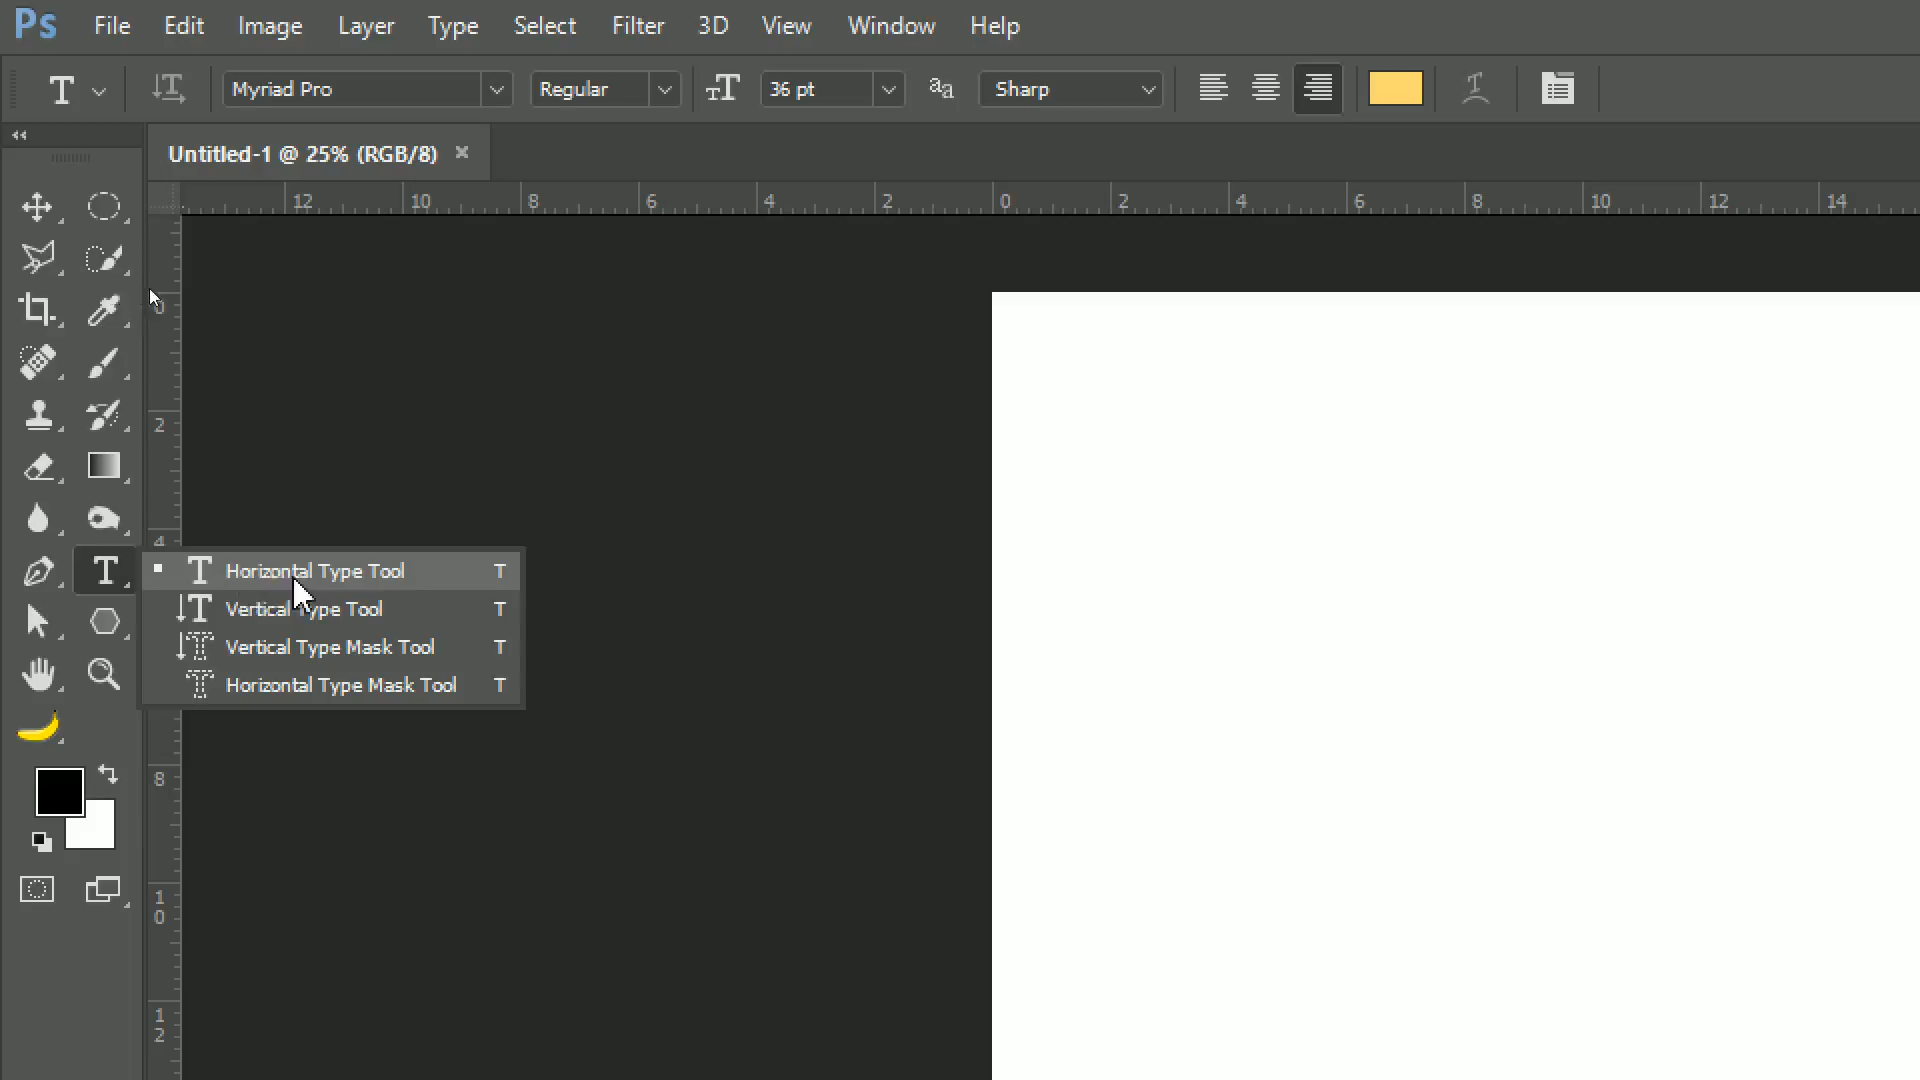 Ps File Edit Image Layer Type Select Filter 3D View Window Help
T Myriad Pro Regular 36 pt aa Sharp
Untitled-1 @ 25% (RGB/8)
12 10 8 6 4 2 0 2 4 6 8 10 12 14
0
2
4
T Horizontal Type Tool T
T Vertical Type Tool T
T Vertical Type Mask Tool T
T Horizontal Type Mask Tool T
8
10
12